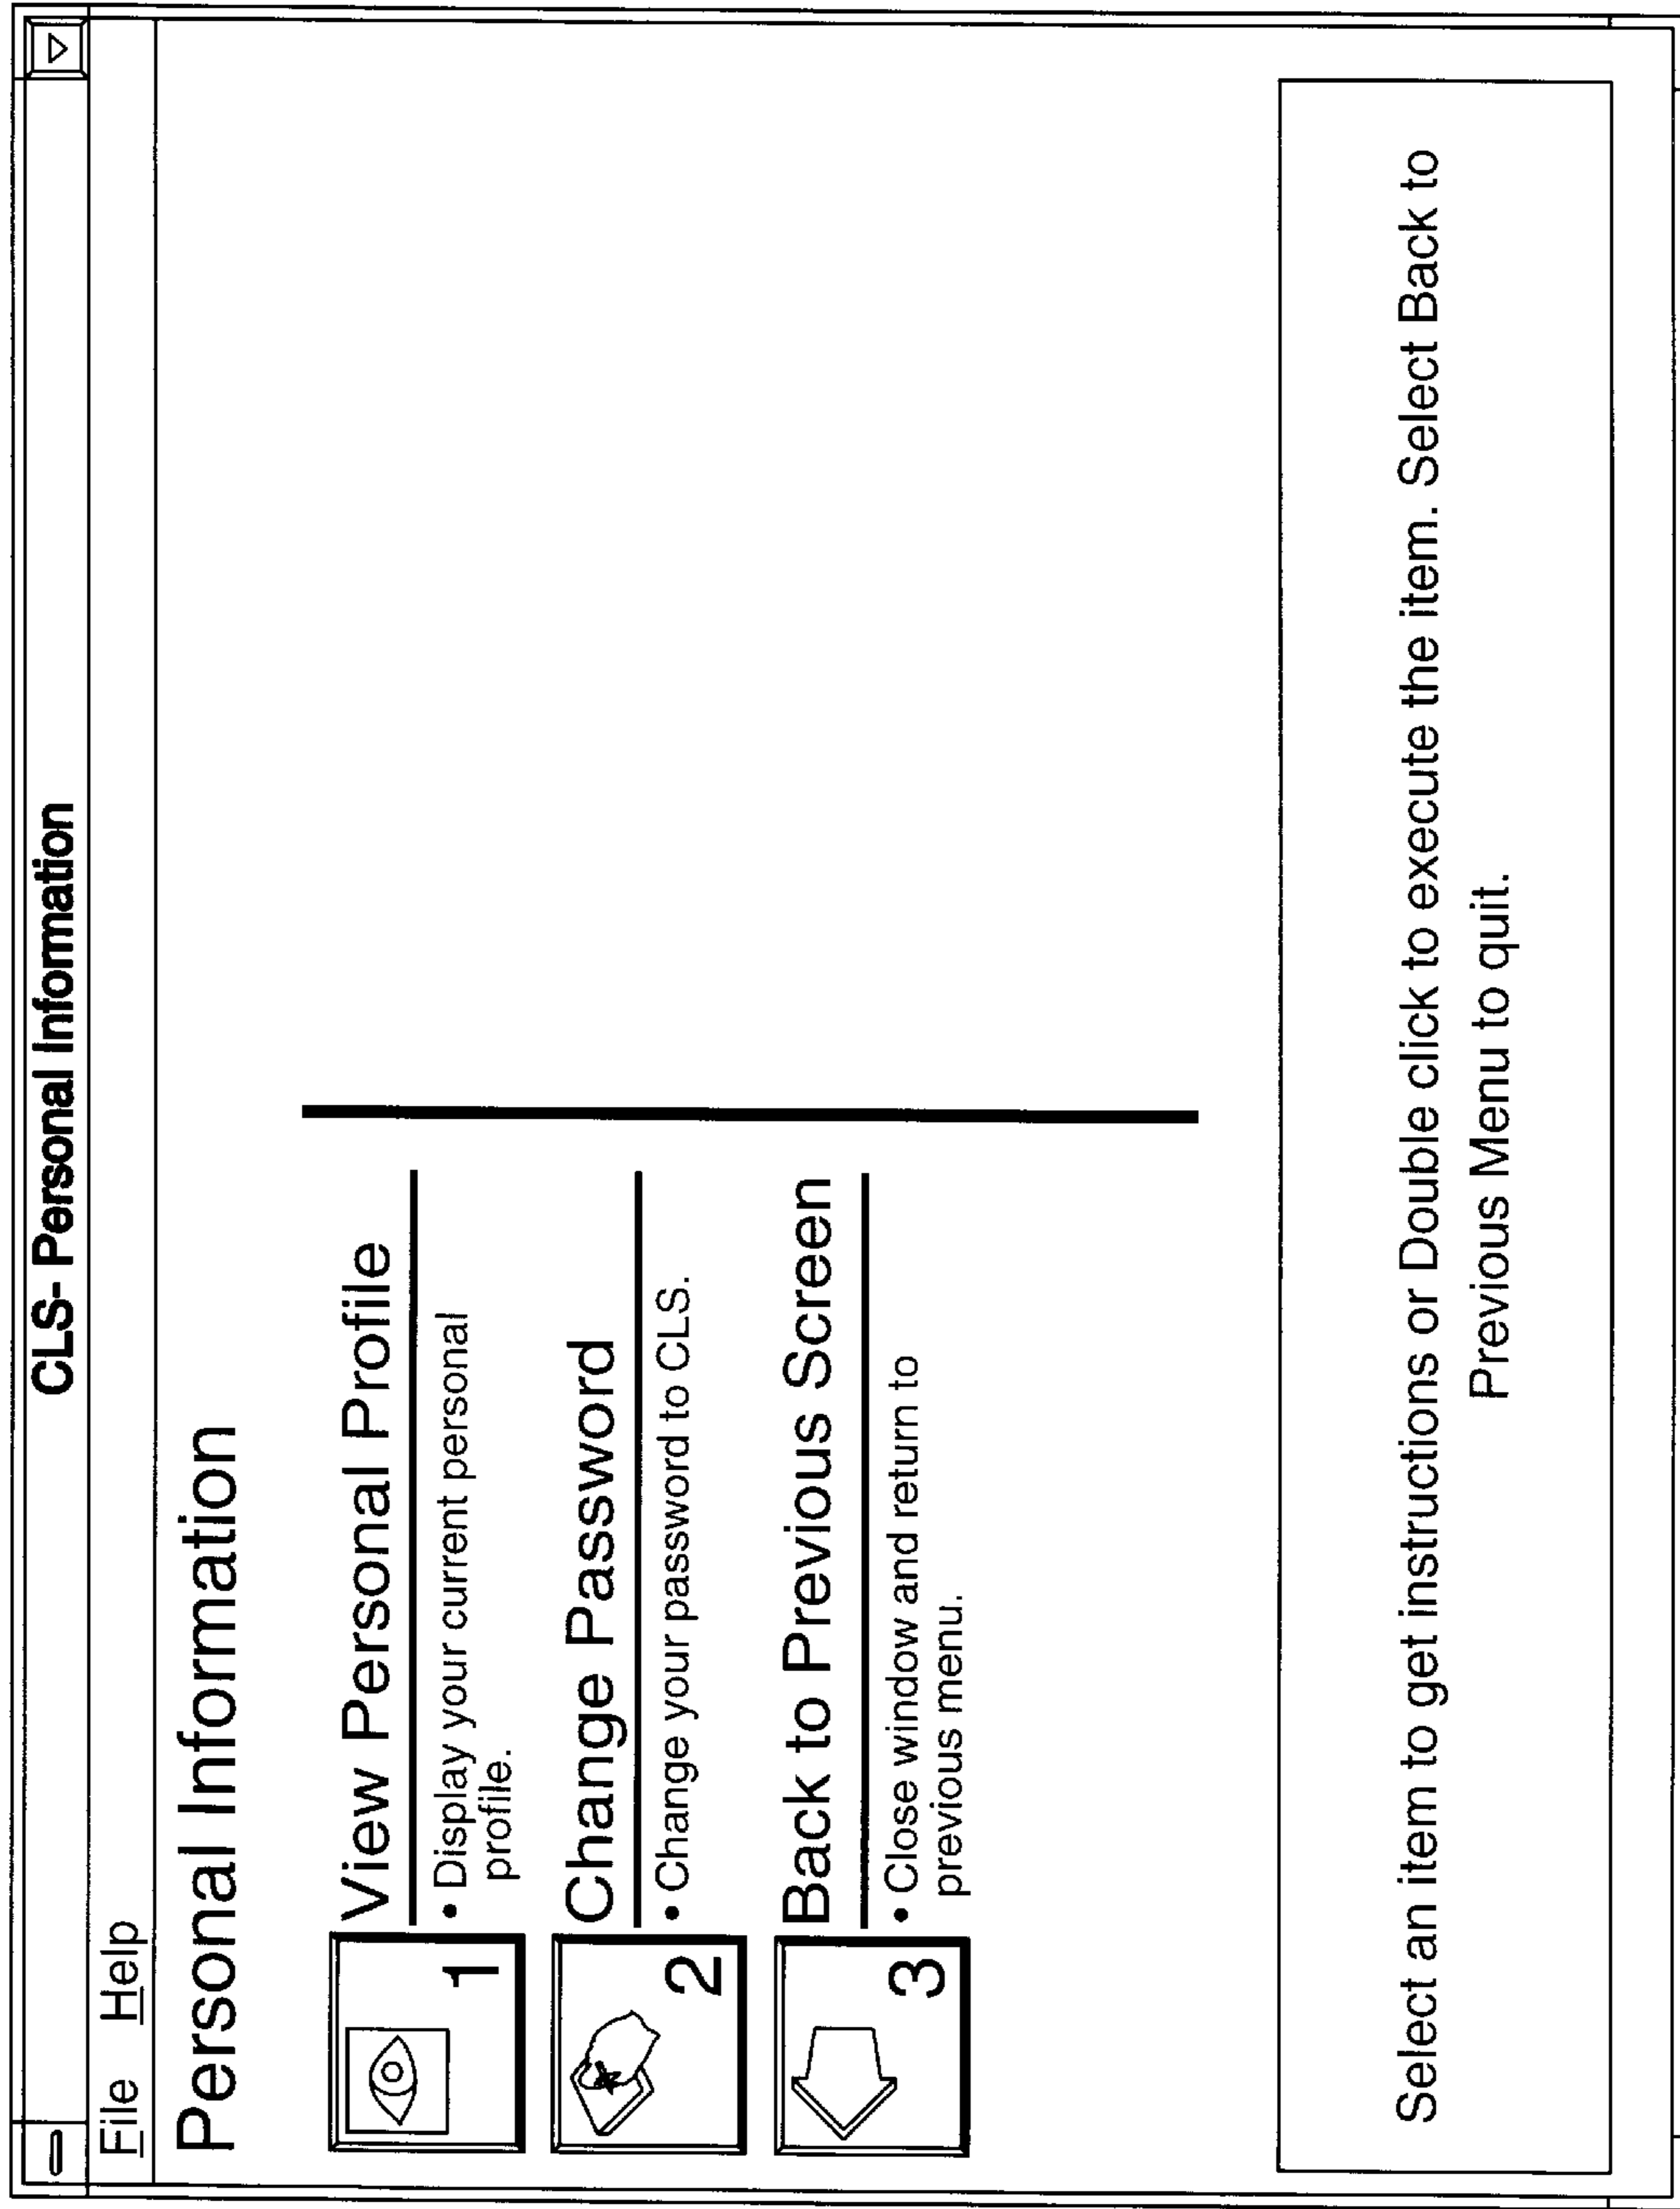 CLS- Personal Information
File Help
Personal Information
View Personal Profile
• Display your current personal
profile.
1
Change Password
• Change your password to CLS.
2
Back to Previous Screen
• Close window and return to
previous menu.
3
Select an item to get instructions or Double click to execute the item. Select Back to
Previous Menu to quit.